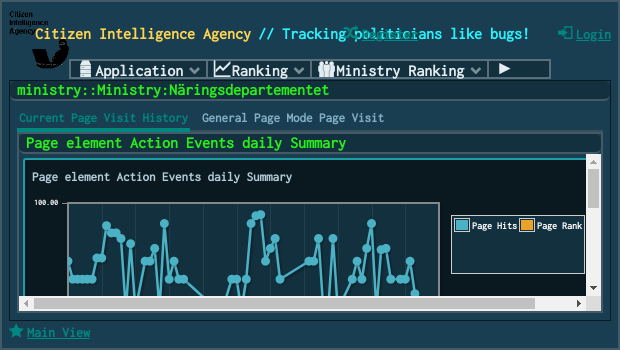 Citizen
Intelligence
Agency
Citizen Intelligence Agency // Tracking politicians like bugs!
Register
Login
Application Ranking Ministry Ranking
ministry::Ministry:Näringsdepartementet
Current Page Visit History General Page Mode Page Visit
Page element Action Events daily Summary
Page element Action Events daily Summary
100.00
Page Hits Page Rank
Main View